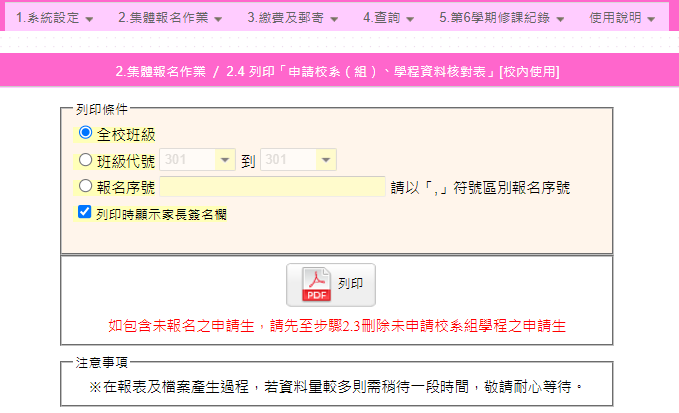 1.系統設定 2.集體報名作業 3.繳費及郵寄 4.查詢 5.第6學期修課紀錄 使用說明
2.集體報名作業 / 2.4 列印「申請校系（組）、學程資料核對表」[校內使用]
列印條件
全校班級
班級代號 301 到 301
報名序號 請以「,」符號區別報名序號
列印時顯示家長簽名欄
PDF 列印
如包含未報名之申請生，請先至步驟2.3刪除未申請校系組學程之申請生
注意事項
※在報表及檔案產生過程，若資料量較多則需稍待一段時間，敬請耐心等待。